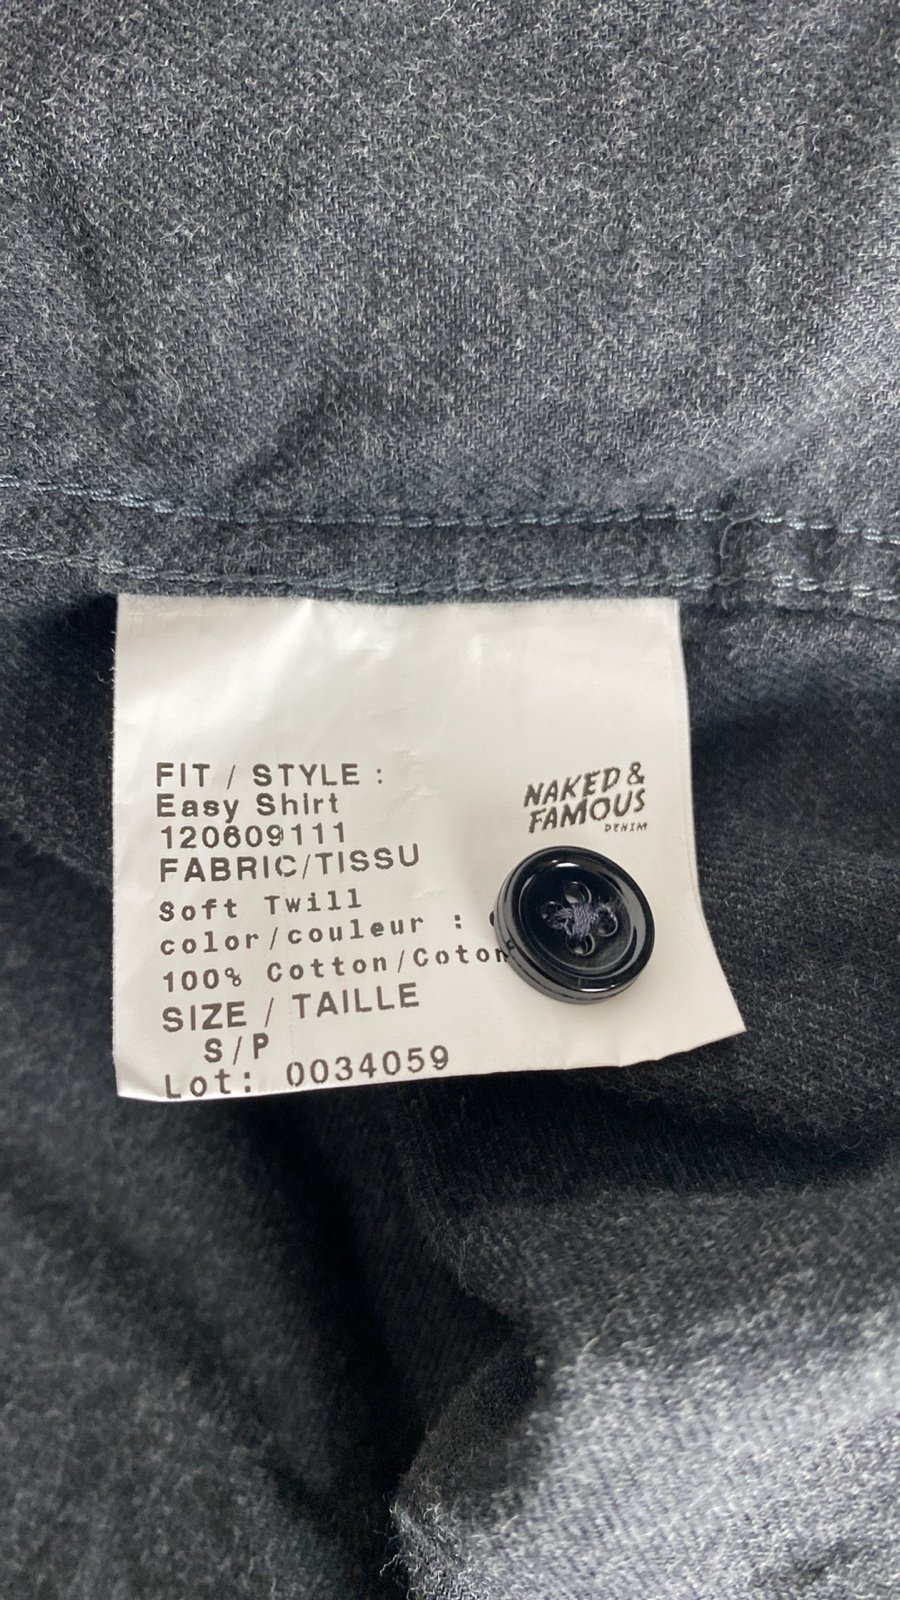 FIT / STYLE :
Easy Shirt
120609111
FABRIC/TISSU
Soft Twill
color/couleur :
100% Cotton/Coton
SIZE / TAILLE
S/P
Lot: 0034059
NAKED &
FAMOUS
DENIM